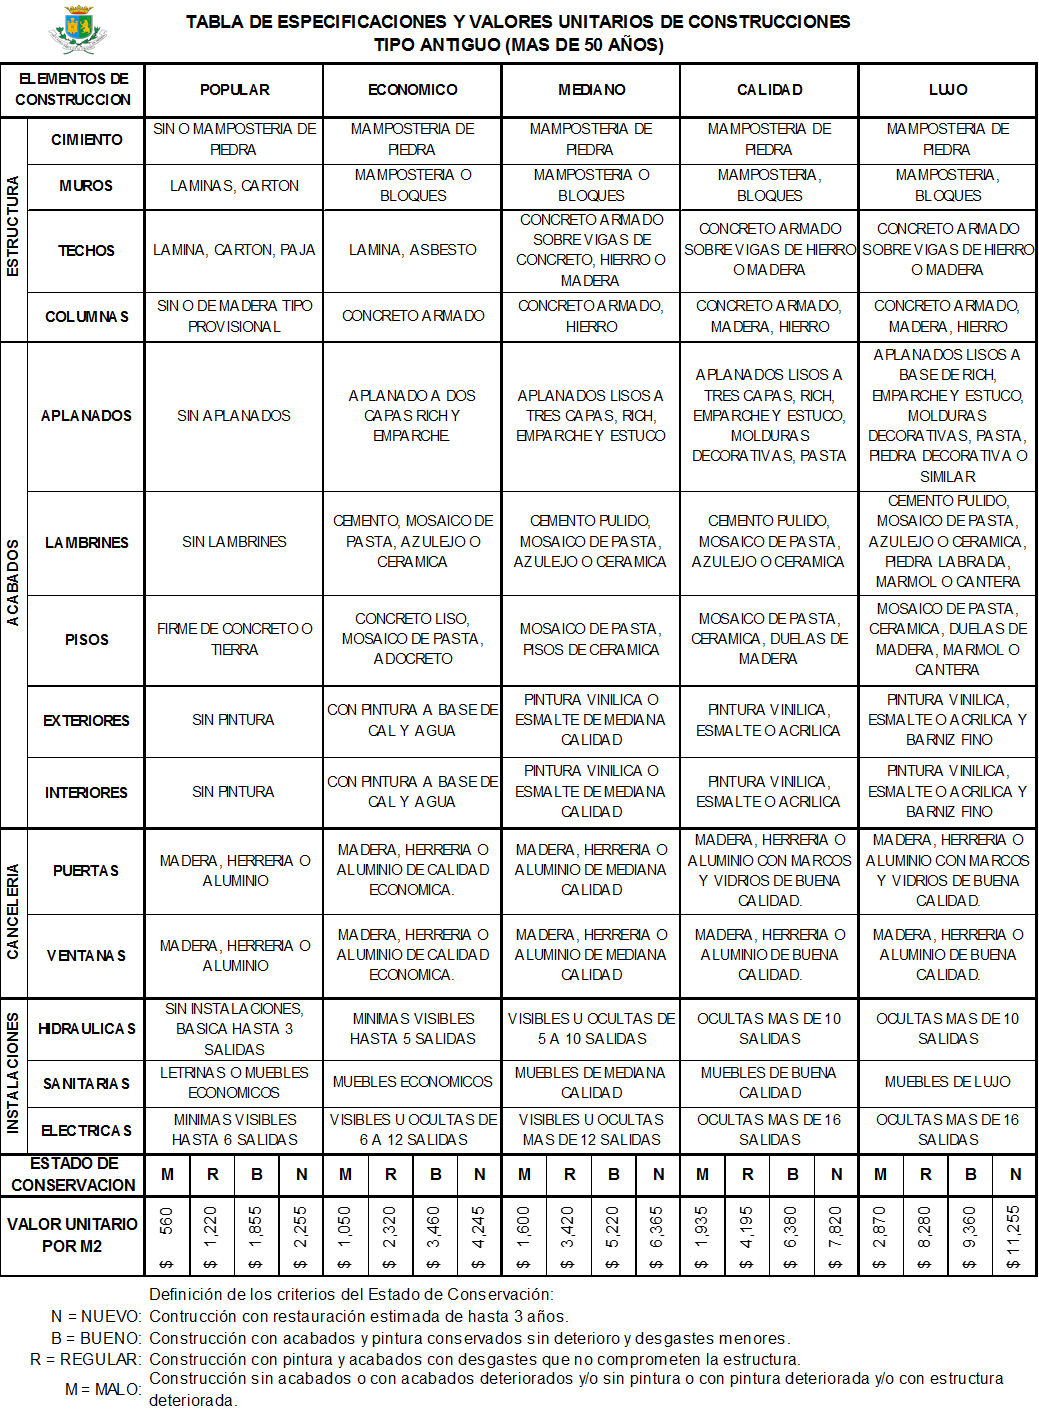 TABLA DE ESPECIFICACIONES Y VALORES UNITARIOS DE CONSTRUCCIONES
TIPO ANTIGUO (MAS DE 50 AÑOS)
ELEMENTOS DE
CONSTRUCCION
POPULAR
ECONOMICO
MEDIANO
CALIDAD
LUJO
ESTRUCTURA
CIMIENTO
SIN O MAMPOSTERIA DE
PIEDRA
MAMPOSTERIA DE
PIEDRA
MAMPOSTERIA DE
PIEDRA
MAMPOSTERIA DE
PIEDRA
MAMPOSTERIA DE
PIEDRA
MUROS
LAMINAS, CARTON
MAMPOSTERIA O
BLOQUES
MAMPOSTERIA O
BLOQUES
MAMPOSTERIA,
BLOQUES
MAMPOSTERIA,
BLOQUES
TECHOS
LAMINA, CARTON, PAJA
LAMINA, ASBESTO
CONCRETO ARMADO
SOBRE VIGAS DE
CONCRETO, HIERRO O
MADERA
CONCRETO ARMADO
SOBRE VIGAS DE HIERRO
O MADERA
CONCRETO ARMADO
SOBRE VIGAS DE HIERRO
O MADERA
COLUMNAS
SIN O DE MADERA TIPO
PROVISIONAL
CONCRETO ARMADO
CONCRETO ARMADO,
HIERRO
CONCRETO ARMADO,
MADERA, HIERRO
CONCRETO ARMADO,
MADERA, HIERRO
ACABADOS
APLANADOS
SIN APLANADOS
APLANADO A DOS
CAPAS RICH Y
EMPARCHE.
APLANADOS LISOS A
TRES CAPAS, RICH,
EMPARCHE Y ESTUCO
APLANADOS LISOS A
TRES CAPAS, RICH,
EMPARCHE Y ESTUCO,
MOLDURAS
DECORATIVAS, PASTA
APLANADOS LISOS A
BASE DE RICH,
EMPARCHE Y ESTUCO,
MOLDURAS
DECORATIVAS, PASTA,
PIEDRA DECORATIVA O
SIMILAR
LAMBRINES
SIN LAMBRINES
CEMENTO, MOSAICO DE
PASTA, AZULEJO O
CERAMICA
CEMENTO PULIDO,
MOSAICO DE PASTA,
AZULEJO O CERAMICA
CEMENTO PULIDO,
MOSAICO DE PASTA,
AZULEJO O CERAMICA
CEMENTO PULIDO,
MOSAICO DE PASTA,
AZULEJO O CERAMICA,
PIEDRA LABRADA,
MARMOL O CANTERA
PISOS
FIRME DE CONCRETO O
TIERRA
CONCRETO LISO,
MOSAICO DE PASTA,
ADOCRETO
MOSAICO DE PASTA,
PISOS DE CERAMICA
MOSAICO DE PASTA,
CERAMICA, DUELAS DE
MADERA
MOSAICO DE PASTA,
CERAMICA, DUELAS DE
MADERA, MARMOL O
CANTERA
EXTERIORES
SIN PINTURA
CON PINTURA A BASE DE
CAL Y AGUA
PINTURA VINILICA O
ESMALTE DE MEDIANA
CALIDAD
PINTURA VINILICA,
ESMALTE O ACRILICA
PINTURA VINILICA,
ESMALTE O ACRILICA Y
BARNIZ FINO
INTERIORES
SIN PINTURA
CON PINTURA A BASE DE
CAL Y AGUA
PINTURA VINILICA O
ESMALTE DE MEDIANA
CALIDAD
PINTURA VINILICA,
ESMALTE O ACRILICA
PINTURA VINILICA,
ESMALTE O ACRILICA Y
BARNIZ FINO
CANCELERIA
PUERTAS
MADERA, HERRERIA O
ALUMINIO
MADERA, HERRERIA O
ALUMINIO DE CALIDAD
ECONOMICA.
MADERA, HERRERIA O
ALUMINIO DE MEDIANA
CALIDAD
MADERA, HERRERIA O
ALUMINIO CON MARCOS
Y VIDRIOS DE BUENA
CALIDAD.
MADERA, HERRERIA O
ALUMINIO CON MARCOS
Y VIDRIOS DE BUENA
CALIDAD.
VENTANAS
MADERA, HERRERIA O
ALUMINIO
MADERA, HERRERIA O
ALUMINIO DE CALIDAD
ECONOMICA.
MADERA, HERRERIA O
ALUMINIO DE MEDIANA
CALIDAD
MADERA, HERRERIA O
ALUMINIO DE BUENA
CALIDAD.
MADERA, HERRERIA O
ALUMINIO DE BUENA
CALIDAD.
INSTALACIONES
HIDRAULICAS
SIN INSTALACIONES,
BASICA HASTA 3
SALIDAS
MINIMAS VISIBLES
HASTA 5 SALIDAS
VISIBLES U OCULTAS DE
5 A 10 SALIDAS
OCULTAS MAS DE 10
SALIDAS
OCULTAS MAS DE 10
SALIDAS
SANITARIAS
LETRINAS O MUEBLES
ECONOMICOS
MUEBLES ECONOMICOS
MUEBLES DE MEDIANA
CALIDAD
MUEBLES DE BUENA
CALIDAD
MUEBLES DE LUJO
ELECTRICAS
MINIMAS VISIBLES
HASTA 6 SALIDAS
VISIBLES U OCULTAS DE
6 A 12 SALIDAS
VISIBLES U OCULTAS
MAS DE 12 SALIDAS
OCULTAS MAS DE 16
SALIDAS
OCULTAS MAS DE 16
SALIDAS
ESTADO DE
CONSERVACION
M R B N M R B N M R B N M R B N M R B N
VALOR UNITARIO
POR M2
$ 560
$ 1,220
$ 1,855
$ 2,255
$ 1,050
$ 2,320
$ 3,460
$ 4,245
$ 1,600
$ 3,420
$ 5,220
$ 6,365
$ 1,935
$ 4,195
$ 6,380
$ 7,820
$ 2,870
$ 8,280
$ 9,360
$ 11,255
Definición de los criterios del Estado de Conservación:
N = NUEVO: Contrucción con restauración estimada de hasta 3 años.
B = BUENO: Construcción con acabados y pintura conservados sin deterioro y desgastes menores.
R = REGULAR: Construcción con pintura y acabados con desgastes que no comprometen la estructura.
M = MALO: Construcción sin acabados o con acabados deteriorados y/o sin pintura o con pintura deteriorada y/o con estructura
deteriorada.